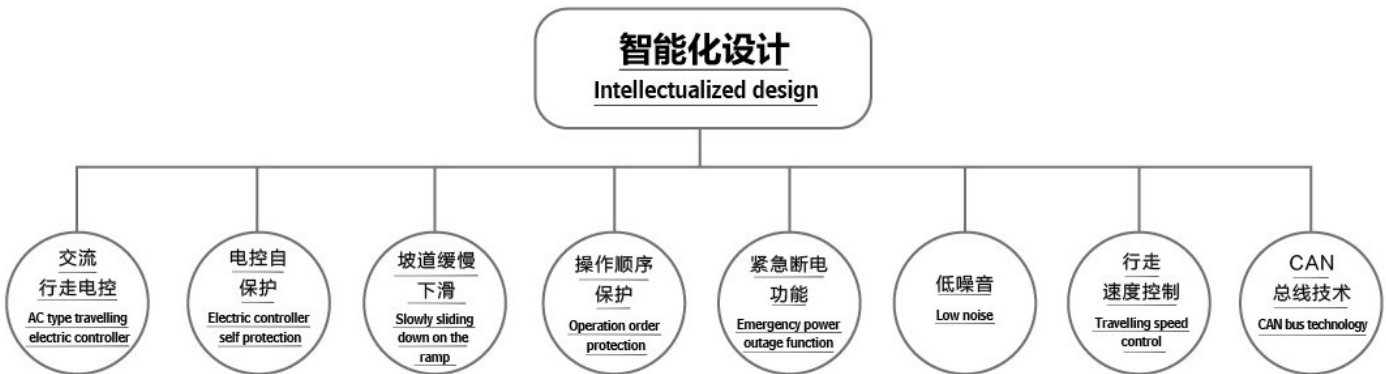 智能化设计
Intellectualized design
交流
行走电控
AC type travelling
electric controller
电控自
保护
Electric controller
self protection
坡道缓慢
下滑
Slowly sliding
down on the
ramp
操作顺序
保护
Operation order
protection
紧急断电
功能
Emergency power
outage function
低噪音
Low noise
行走
速度控制
Travelling speed
control
CAN
总线技术
CAN bus technology